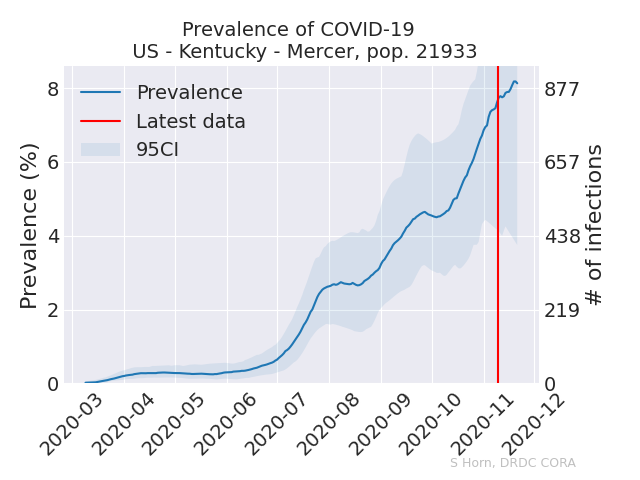 Prevalence of COVID-19
US - Kentucky - Mercer, pop. 21933
Prevalence
Latest data
95CI
Prevalence (%)
8
6
4
2
0
877
657
438
219
0
# of infections
2020-03
2020-04
2020-05
2020-06
2020-07
2020-08
2020-09
2020-10
2020-11
2020-12
S Horn, DRDC CORA